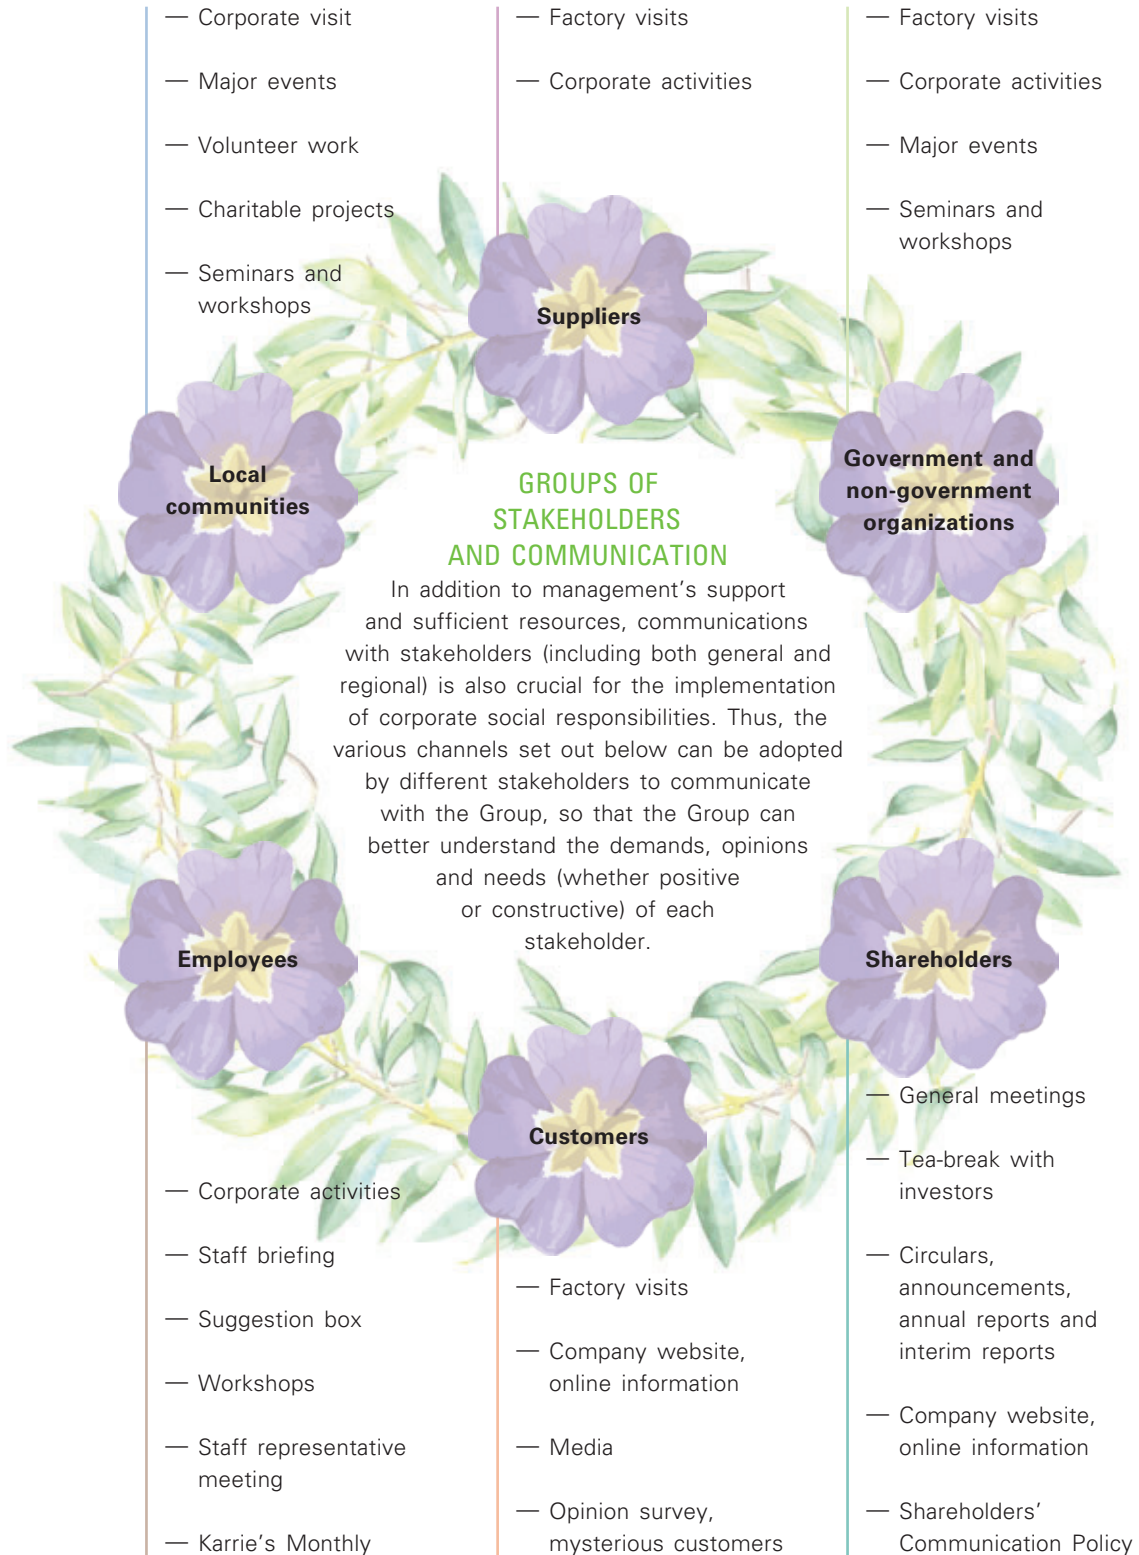 — Corporate visit
— Major events
— Volunteer work
— Charitable projects
— Seminars and
workshops
— Factory visits
— Corporate activities
— Factory visits
— Corporate activities
— Major events
— Seminars and
workshops
Suppliers
Local
communities
Government and
non-government
organizations
GROUPS OF
STAKEHOLDERS
AND COMMUNICATION
In addition to management's support
and sufficient resources, communications
with stakeholders (including both general and
regional) is also crucial for the implementation
of corporate social responsibilities. Thus, the
various channels set out below can be adopted
by different stakeholders to communicate
with the Group, so that the Group can
better understand the demands, opinions
and needs (whether positive
or constructive) of each
stakeholder.
Employees
Shareholders
Customers
— Corporate activities
— Staff briefing
— Suggestion box
— Workshops
— Staff representative
meeting
— Karrie's Monthly
— Factory visits
— Company website,
online information
— Media
— Opinion survey,
mysterious customers
— General meetings
— Tea-break with
investors
— Circulars,
announcements,
annual reports and
interim reports
— Company website,
online information
— Shareholders'
Communication Policy